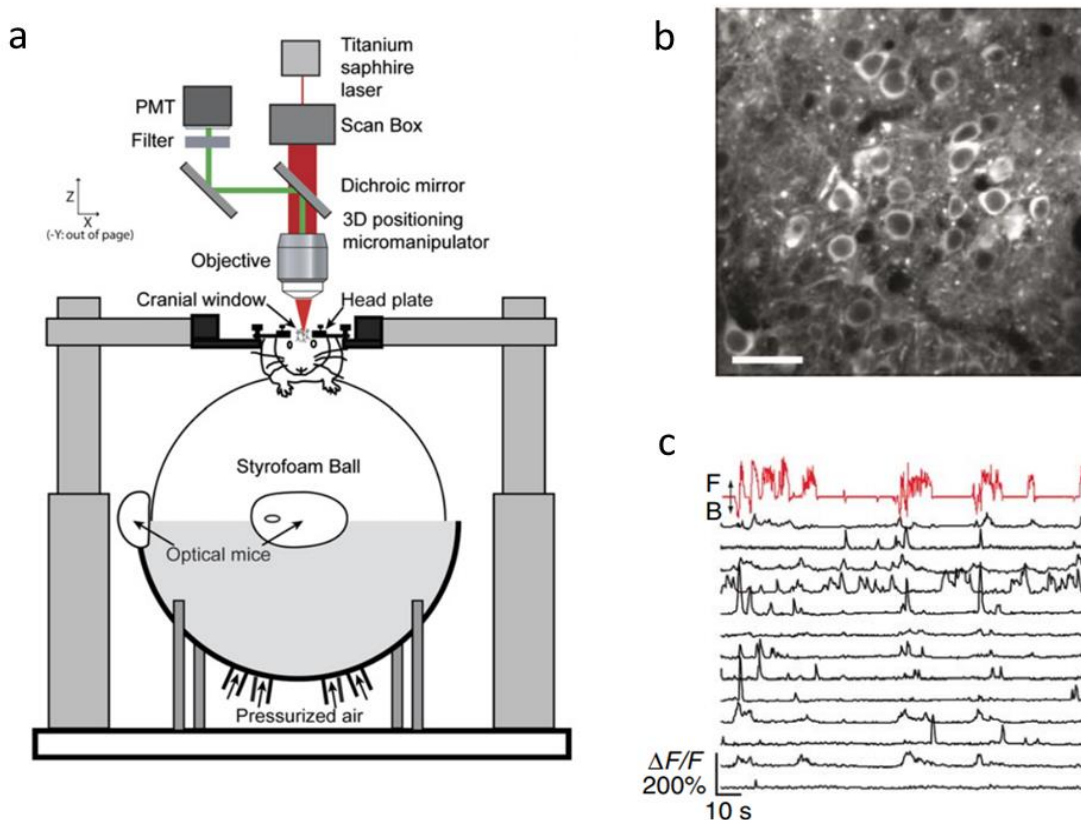 a
Titanium
saphhire
laser
PMT
Scan Box
Filter
Dichroic mirror
Z
X
(-Y: out of page)
3D positioning
micromanipulator
Objective
Cranial window
Head plate
Styrofoam Ball
Optical mice
Pressurized air
b
c
F
B
ΔF/F
200%
10 s